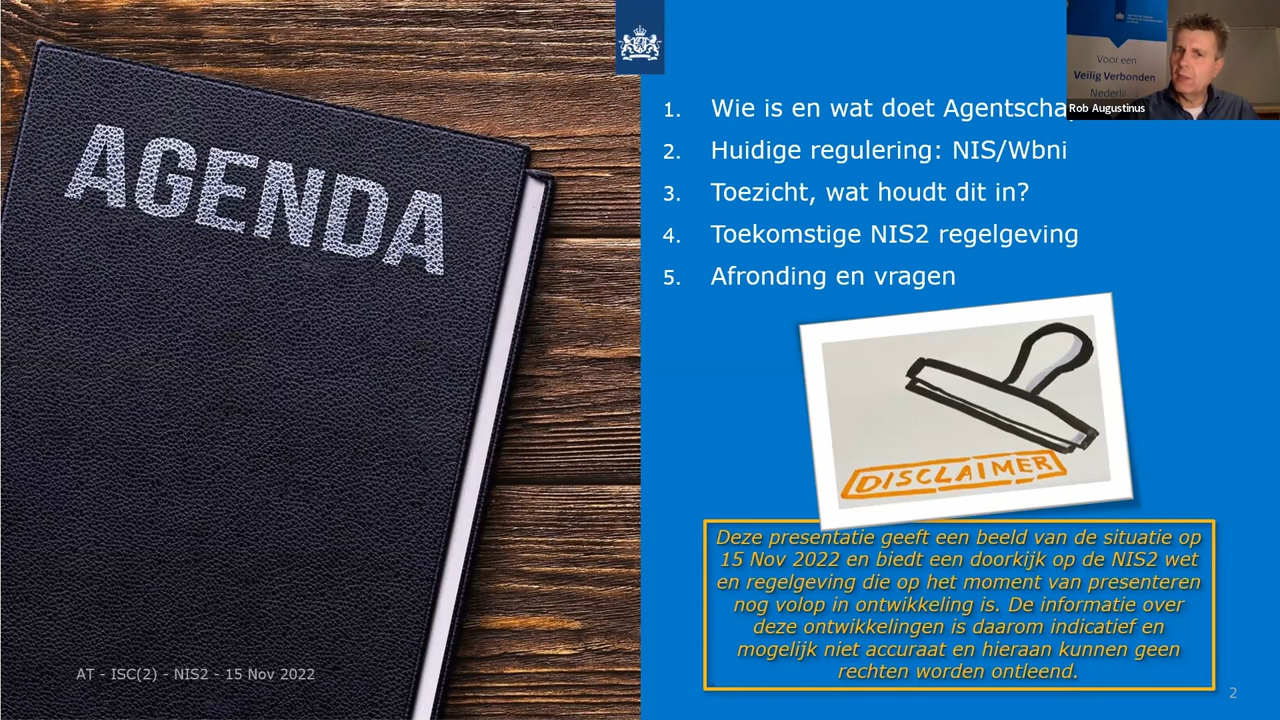 AGENDA
Voor een
Veilig Verbonden
Rob Augustinus
1. Wie is en wat doet
2. Huidige regulering: NIS/Wbni
3. Toezicht, wat houdt dit in?
4. Toekomstige NIS2 regelgeving
5. Afronding en vragen
DISCLAIMER
Deze presentatie geeft een beeld van de situatie op
15 Nov 2022 en biedt een doorkijk op de NIS2 wet
en regelgeving die op het moment van presenteren
nog volop in ontwikkeling is. De informatie over
deze ontwikkelingen is daarom indicatief en
mogelijk niet accuraat en hieraan kunnen geen
rechten worden ontleend.
AT - ISC(2) - NIS2 - 15 Nov 2022
2